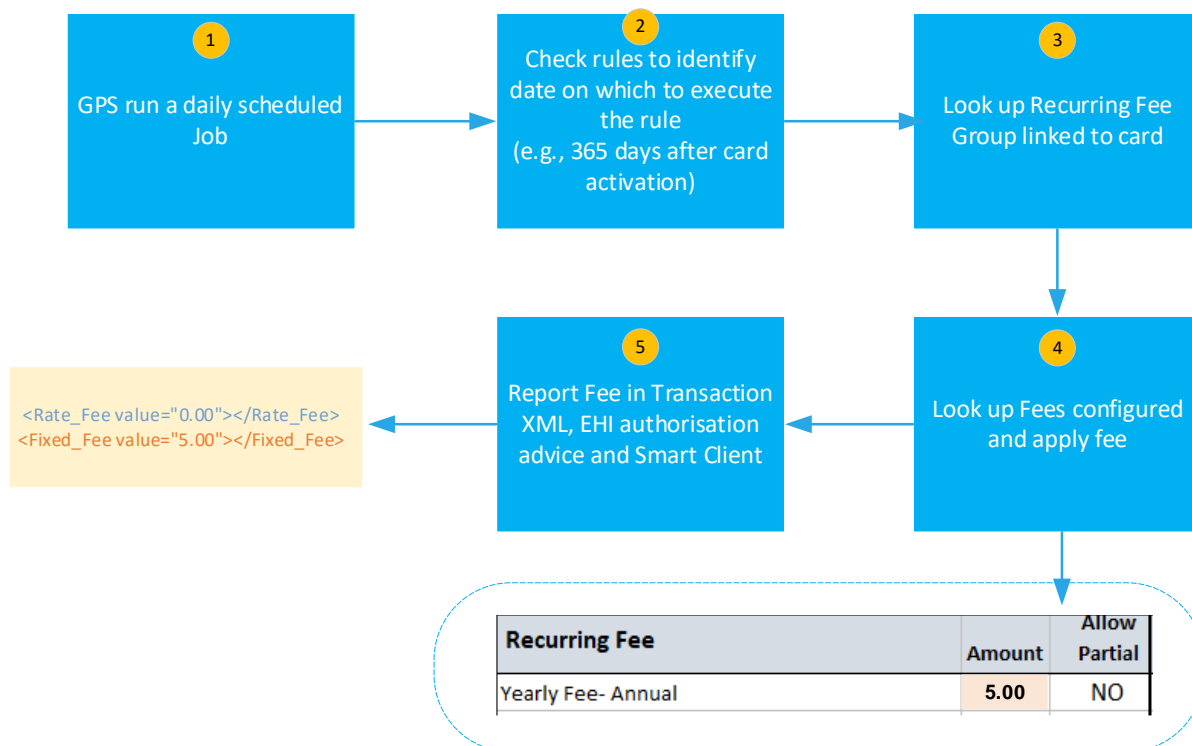 1
GPS run a daily scheduled
Job
2
Check rules to identify
date on which to execute
the rule
(e.g., 365 days after card
activation)
3
Look up Recurring Fee
Group linked to card
4
Look up Fees configured
and apply fee
5
Report Fee in Transaction
XML, EHI authorisation
advice and Smart Client
<Rate_Fee value="0.00"></Rate_Fee>
<Fixed_Fee value="5.00"></Fixed_Fee>
Recurring Fee Amount Allow
Partial
Yearly Fee- Annual 5.00 NO